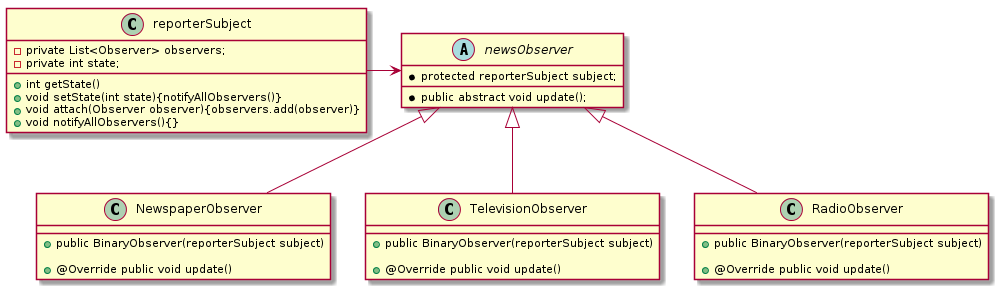 C reporterSubject
private List<Observer> observers;
private int state;
int getState()
void setState(int state){notifyAllObservers()}
void attach(Observer observer){observers.add(observer)}
void notifyAllObservers(){}
A newsObserver
protected reporterSubject subject;
public abstract void update();
C NewspaperObserver
public BinaryObserver(reporterSubject subject)
@Override public void update()
C TelevisionObserver
public BinaryObserver(reporterSubject subject)
@Override public void update()
C RadioObserver
public BinaryObserver(reporterSubject subject)
@Override public void update()